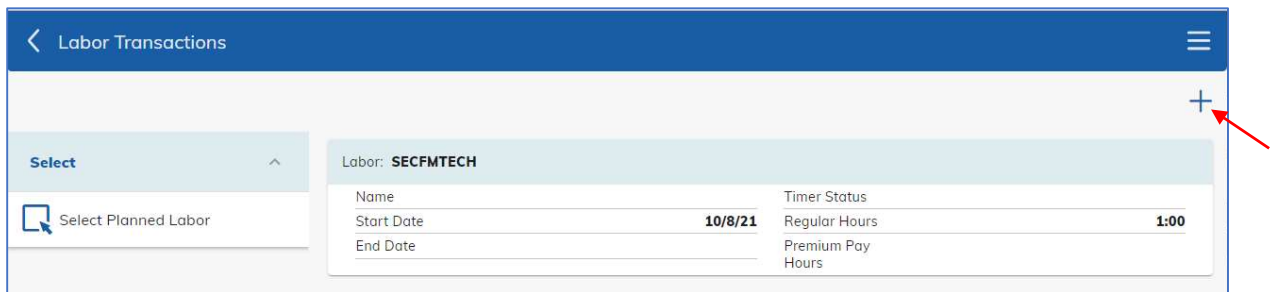 Labor Transactions
Select
Select Planned Labor
Labor: SECFMTECH
Name
Start Date 10/8/21
End Date
Timer Status
Regular Hours 1:00
Premium Pay
Hours